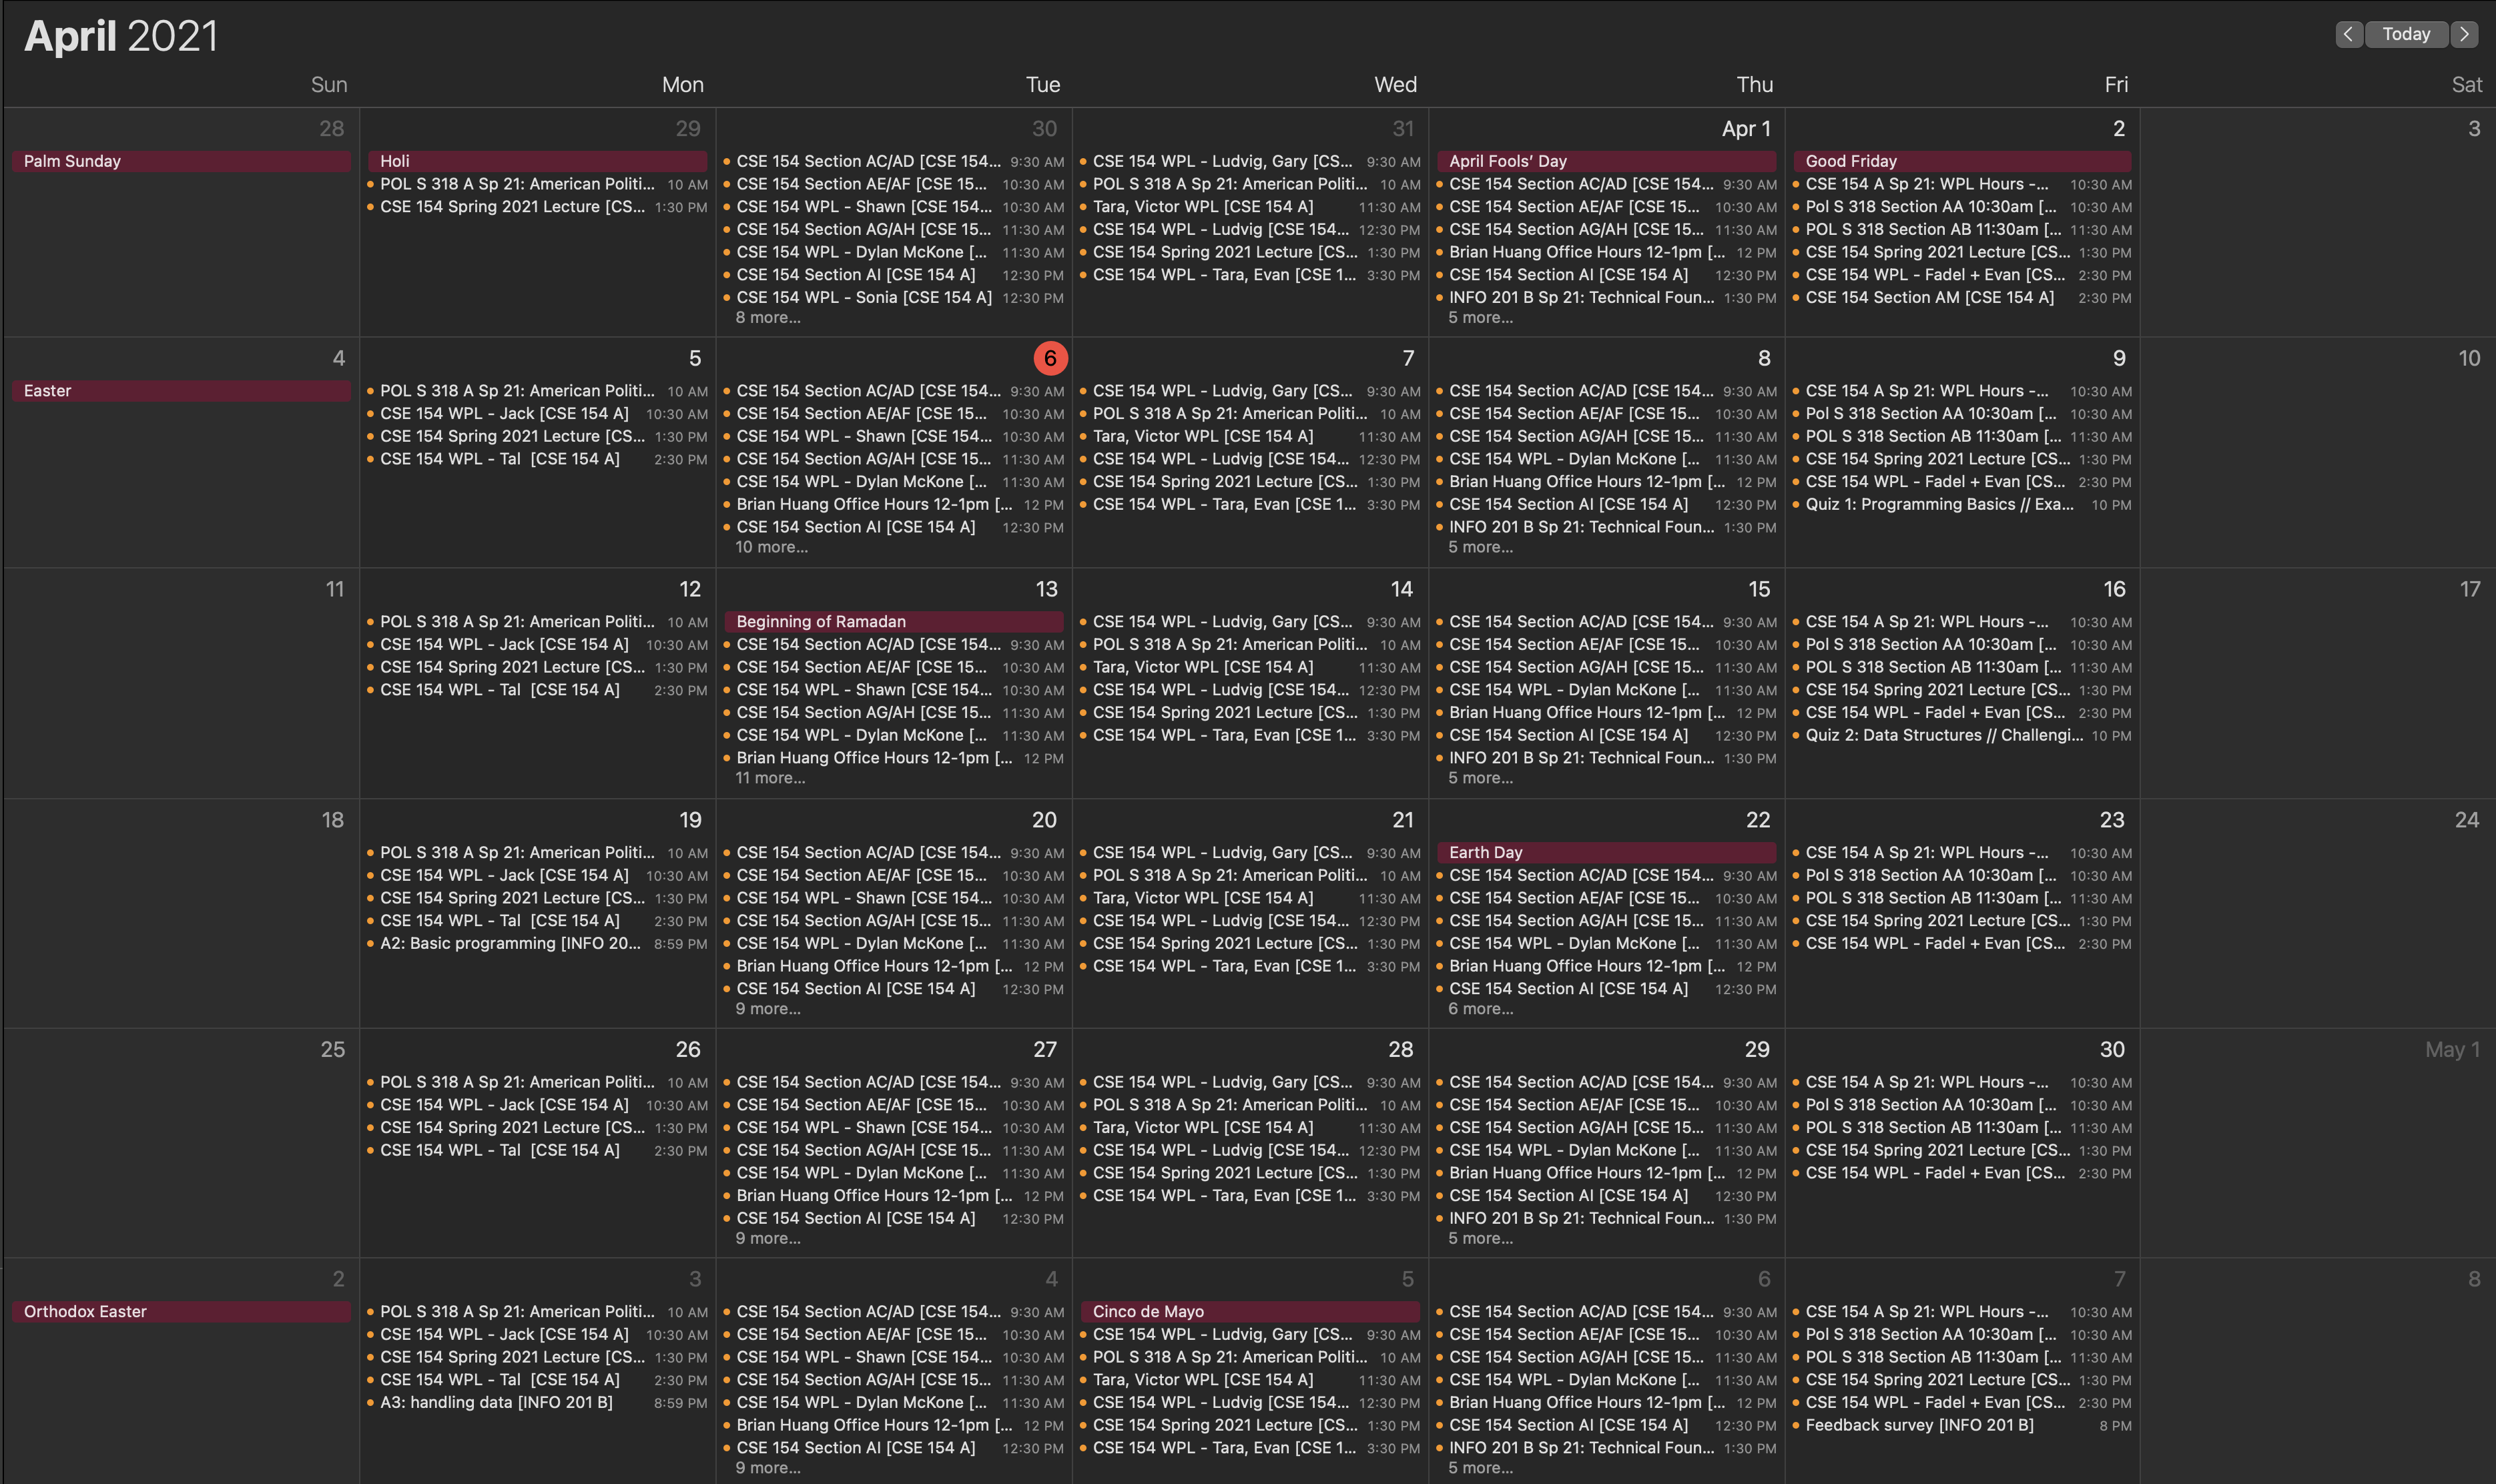 April 2021
Today
Sun Mon Tue Wed Thu Fri Sat
28
Palm Sunday
29
Holi
POL S 318 A Sp 21: American Politi... 10 AM
CSE 154 Spring 2021 Lecture [CS... 1:30 PM
30
CSE 154 Section AC/AD [CSE 154... 9:30 AM
CSE 154 Section AE/AF [CSE 15... 10:30 AM
CSE 154 WPL - Shawn [CSE 154... 10:30 AM
CSE 154 Section AG/AH [CSE 15... 11:30 AM
CSE 154 WPL - Dylan McKone [... 11:30 AM
CSE 154 Section AI [CSE 154 A] 12:30 PM
CSE 154 WPL - Sonia [CSE 154 A] 12:30 PM
8 more...
31
CSE 154 WPL - Ludvig, Gary [CS... 9:30 AM
POL S 318 A Sp 21: American Politi... 10 AM
Tara, Victor WPL [CSE 154 A] 11:30 AM
CSE 154 WPL - Ludvig [CSE 154... 12:30 PM
CSE 154 Spring 2021 Lecture [CS... 1:30 PM
CSE 154 WPL - Tara, Evan [CSE 1... 3:30 PM
Apr 1
April Fools’ Day
CSE 154 Section AC/AD [CSE 154... 9:30 AM
CSE 154 Section AE/AF [CSE 15... 10:30 AM
CSE 154 Section AG/AH [CSE 15... 11:30 AM
Brian Huang Office Hours 12-1pm [... 12 PM
CSE 154 Section AI [CSE 154 A] 12:30 PM
INFO 201 B Sp 21: Technical Foun... 1:30 PM
5 more...
2
Good Friday
CSE 154 A Sp 21: WPL Hours -... 10:30 AM
Pol S 318 Section AA 10:30am [... 10:30 AM
POL S 318 Section AB 11:30am [... 11:30 AM
CSE 154 Spring 2021 Lecture [CS... 1:30 PM
CSE 154 WPL - Fadel + Evan [CS... 2:30 PM
CSE 154 Section AM [CSE 154 A] 2:30 PM
3
4
Easter
5
POL S 318 A Sp 21: American Politi... 10 AM
CSE 154 WPL - Jack [CSE 154 A] 10:30 AM
CSE 154 Spring 2021 Lecture [CS... 1:30 PM
CSE 154 WPL - Tal [CSE 154 A] 2:30 PM
6
CSE 154 Section AC/AD [CSE 154... 9:30 AM
CSE 154 Section AE/AF [CSE 15... 10:30 AM
CSE 154 WPL - Shawn [CSE 154... 10:30 AM
CSE 154 Section AG/AH [CSE 15... 11:30 AM
CSE 154 WPL - Dylan McKone [... 11:30 AM
Brian Huang Office Hours 12-1pm [... 12 PM
CSE 154 Section AI [CSE 154 A] 12:30 PM
10 more...
7
CSE 154 WPL - Ludvig, Gary [CS... 9:30 AM
POL S 318 A Sp 21: American Politi... 10 AM
Tara, Victor WPL [CSE 154 A] 11:30 AM
CSE 154 WPL - Ludvig [CSE 154... 12:30 PM
CSE 154 Spring 2021 Lecture [CS... 1:30 PM
CSE 154 WPL - Tara, Evan [CSE 1... 3:30 PM
8
CSE 154 Section AC/AD [CSE 154... 9:30 AM
CSE 154 Section AE/AF [CSE 15... 10:30 AM
CSE 154 Section AG/AH [CSE 15... 11:30 AM
CSE 154 WPL - Dylan McKone [... 11:30 AM
Brian Huang Office Hours 12-1pm [... 12 PM
CSE 154 Section AI [CSE 154 A] 12:30 PM
INFO 201 B Sp 21: Technical Foun... 1:30 PM
5 more...
9
CSE 154 A Sp 21: WPL Hours -... 10:30 AM
Pol S 318 Section AA 10:30am [... 10:30 AM
POL S 318 Section AB 11:30am [... 11:30 AM
CSE 154 Spring 2021 Lecture [CS... 1:30 PM
CSE 154 WPL - Fadel + Evan [CS... 2:30 PM
Quiz 1: Programming Basics // Exa... 10 PM
10
11
12
POL S 318 A Sp 21: American Politi... 10 AM
CSE 154 WPL - Jack [CSE 154 A] 10:30 AM
CSE 154 Spring 2021 Lecture [CS... 1:30 PM
CSE 154 WPL - Tal [CSE 154 A] 2:30 PM
13
Beginning of Ramadan
CSE 154 Section AC/AD [CSE 154... 9:30 AM
CSE 154 Section AE/AF [CSE 15... 10:30 AM
CSE 154 WPL - Shawn [CSE 154... 10:30 AM
CSE 154 Section AG/AH [CSE 15... 11:30 AM
CSE 154 WPL - Dylan McKone [... 11:30 AM
Brian Huang Office Hours 12-1pm [... 12 PM
11 more...
14
CSE 154 WPL - Ludvig, Gary [CS... 9:30 AM
POL S 318 A Sp 21: American Politi... 10 AM
Tara, Victor WPL [CSE 154 A] 11:30 AM
CSE 154 WPL - Ludvig [CSE 154... 12:30 PM
CSE 154 Spring 2021 Lecture [CS... 1:30 PM
CSE 154 WPL - Tara, Evan [CSE 1... 3:30 PM
15
CSE 154 Section AC/AD [CSE 154... 9:30 AM
CSE 154 Section AE/AF [CSE 15... 10:30 AM
CSE 154 Section AG/AH [CSE 15... 11:30 AM
CSE 154 WPL - Dylan McKone [... 11:30 AM
Brian Huang Office Hours 12-1pm [... 12 PM
CSE 154 Section AI [CSE 154 A] 12:30 PM
INFO 201 B Sp 21: Technical Foun... 1:30 PM
5 more...
16
CSE 154 A Sp 21: WPL Hours -... 10:30 AM
Pol S 318 Section AA 10:30am [... 10:30 AM
POL S 318 Section AB 11:30am [... 11:30 AM
CSE 154 Spring 2021 Lecture [CS... 1:30 PM
CSE 154 WPL - Fadel + Evan [CS... 2:30 PM
Quiz 2: Data Structures // Challengi... 10 PM
17
18
19
POL S 318 A Sp 21: American Politi... 10 AM
CSE 154 WPL - Jack [CSE 154 A] 10:30 AM
CSE 154 Spring 2021 Lecture [CS... 1:30 PM
CSE 154 WPL - Tal [CSE 154 A] 2:30 PM
A2: Basic programming [INFO 20... 8:59 PM
20
CSE 154 Section AC/AD [CSE 154... 9:30 AM
CSE 154 Section AE/AF [CSE 15... 10:30 AM
CSE 154 WPL - Shawn [CSE 154... 10:30 AM
CSE 154 Section AG/AH [CSE 15... 11:30 AM
CSE 154 WPL - Dylan McKone [... 11:30 AM
Brian Huang Office Hours 12-1pm [... 12 PM
CSE 154 Section AI [CSE 154 A] 12:30 PM
9 more...
21
CSE 154 WPL - Ludvig, Gary [CS... 9:30 AM
POL S 318 A Sp 21: American Politi... 10 AM
Tara, Victor WPL [CSE 154 A] 11:30 AM
CSE 154 WPL - Ludvig [CSE 154... 12:30 PM
CSE 154 Spring 2021 Lecture [CS... 1:30 PM
CSE 154 WPL - Tara, Evan [CSE 1... 3:30 PM
22
Earth Day
CSE 154 Section AC/AD [CSE 154... 9:30 AM
CSE 154 Section AE/AF [CSE 15... 10:30 AM
CSE 154 Section AG/AH [CSE 15... 11:30 AM
CSE 154 WPL - Dylan McKone [... 11:30 AM
Brian Huang Office Hours 12-1pm [... 12 PM
CSE 154 Section AI [CSE 154 A] 12:30 PM
6 more...
23
CSE 154 A Sp 21: WPL Hours -... 10:30 AM
Pol S 318 Section AA 10:30am [... 10:30 AM
POL S 318 Section AB 11:30am [... 11:30 AM
CSE 154 Spring 2021 Lecture [CS... 1:30 PM
CSE 154 WPL - Fadel + Evan [CS... 2:30 PM
24
25
26
POL S 318 A Sp 21: American Politi... 10 AM
CSE 154 WPL - Jack [CSE 154 A] 10:30 AM
CSE 154 Spring 2021 Lecture [CS... 1:30 PM
CSE 154 WPL - Tal [CSE 154 A] 2:30 PM
27
CSE 154 Section AC/AD [CSE 154... 9:30 AM
CSE 154 Section AE/AF [CSE 15... 10:30 AM
CSE 154 WPL - Shawn [CSE 154... 10:30 AM
CSE 154 Section AG/AH [CSE 15... 11:30 AM
CSE 154 WPL - Dylan McKone [... 11:30 AM
Brian Huang Office Hours 12-1pm [... 12 PM
CSE 154 Section AI [CSE 154 A] 12:30 PM
9 more...
28
CSE 154 WPL - Ludvig, Gary [CS... 9:30 AM
POL S 318 A Sp 21: American Politi... 10 AM
Tara, Victor WPL [CSE 154 A] 11:30 AM
CSE 154 WPL - Ludvig [CSE 154... 12:30 PM
CSE 154 Spring 2021 Lecture [CS... 1:30 PM
CSE 154 WPL - Tara, Evan [CSE 1... 3:30 PM
29
CSE 154 Section AC/AD [CSE 154... 9:30 AM
CSE 154 Section AE/AF [CSE 15... 10:30 AM
CSE 154 Section AG/AH [CSE 15... 11:30 AM
CSE 154 WPL - Dylan McKone [... 11:30 AM
Brian Huang Office Hours 12-1pm [... 12 PM
CSE 154 Section AI [CSE 154 A] 12:30 PM
INFO 201 B Sp 21: Technical Foun... 1:30 PM
5 more...
30
CSE 154 A Sp 21: WPL Hours -... 10:30 AM
Pol S 318 Section AA 10:30am [... 10:30 AM
POL S 318 Section AB 11:30am [... 11:30 AM
CSE 154 Spring 2021 Lecture [CS... 1:30 PM
CSE 154 WPL - Fadel + Evan [CS... 2:30 PM
May 1
2
Orthodox Easter
3
POL S 318 A Sp 21: American Politi... 10 AM
CSE 154 WPL - Jack [CSE 154 A] 10:30 AM
CSE 154 Spring 2021 Lecture [CS... 1:30 PM
CSE 154 WPL - Tal [CSE 154 A] 2:30 PM
A3: handling data [INFO 201 B] 8:59 PM
4
CSE 154 Section AC/AD [CSE 154... 9:30 AM
CSE 154 Section AE/AF [CSE 15... 10:30 AM
CSE 154 WPL - Shawn [CSE 154... 10:30 AM
CSE 154 Section AG/AH [CSE 15... 11:30 AM
CSE 154 WPL - Dylan McKone [... 11:30 AM
Brian Huang Office Hours 12-1pm [... 12 PM
CSE 154 Section AI [CSE 154 A] 12:30 PM
9 more...
5
Cinco de Mayo
CSE 154 WPL - Ludvig, Gary [CS... 9:30 AM
POL S 318 A Sp 21: American Politi... 10 AM
Tara, Victor WPL [CSE 154 A] 11:30 AM
CSE 154 WPL - Ludvig [CSE 154... 12:30 PM
CSE 154 Spring 2021 Lecture [CS... 1:30 PM
CSE 154 WPL - Tara, Evan [CSE 1... 3:30 PM
6
CSE 154 Section AC/AD [CSE 154... 9:30 AM
CSE 154 Section AE/AF [CSE 15... 10:30 AM
CSE 154 Section AG/AH [CSE 15... 11:30 AM
CSE 154 WPL - Dylan McKone [... 11:30 AM
Brian Huang Office Hours 12-1pm [... 12 PM
CSE 154 Section AI [CSE 154 A] 12:30 PM
INFO 201 B Sp 21: Technical Foun... 1:30 PM
5 more...
7
CSE 154 A Sp 21: WPL Hours -... 10:30 AM
Pol S 318 Section AA 10:30am [... 10:30 AM
POL S 318 Section AB 11:30am [... 11:30 AM
CSE 154 Spring 2021 Lecture [CS... 1:30 PM
CSE 154 WPL - Fadel + Evan [CS... 2:30 PM
Feedback survey [INFO 201 B] 8 PM
8